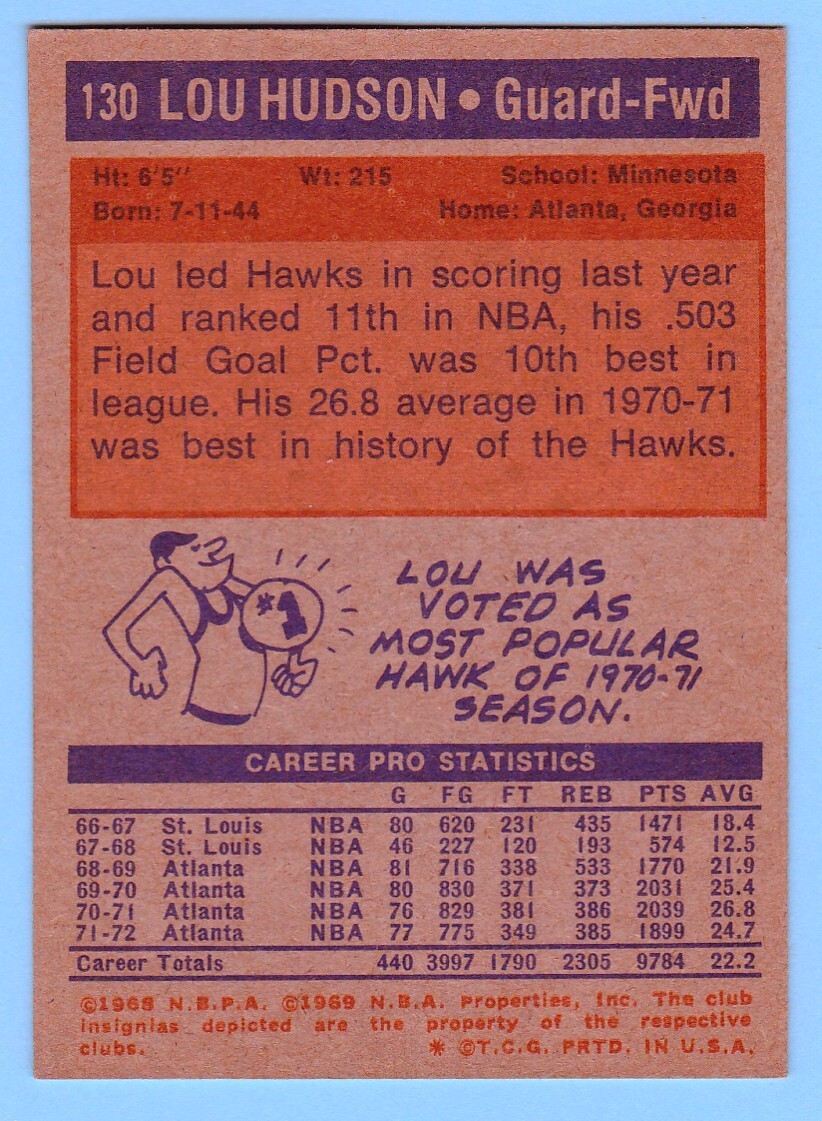 130 LOU HUDSON • Guard-Fwd
Ht: 6'5" Wt: 215 School: Minnesota
Born: 7-11-44 Home: Atlanta, Georgia
Lou led Hawks in scoring last year
and ranked 11th in NBA, his .503
Field Goal Pct. was 10th best in
league. His 26.8 average in 1970-71
was best in history of the Hawks.
#1
LOU WAS
VOTED AS
MOST POPULAR
HAWK OF 1970-71
SEASON.
CAREER PRO STATISTICS
G FG FT REB PTS AVG
66-67 St. Louis NBA 80 620 231 435 1471 18.4
67-68 St. Louis NBA 46 227 120 193 574 12.5
68-69 Atlanta NBA 81 716 338 533 1770 21.9
69-70 Atlanta NBA 80 830 371 373 2031 25.4
70-71 Atlanta NBA 76 829 381 386 2039 26.8
71-72 Atlanta NBA 77 775 349 385 1899 24.7
Career Totals 440 3997 1790 2305 9784 22.2
©1968 N.B.P.A. ©1969 N.B.A. Properties, Inc. The club
insignias depicted are the property of the respective
clubs. * ©T.C.G. PRTD. IN U.S.A.